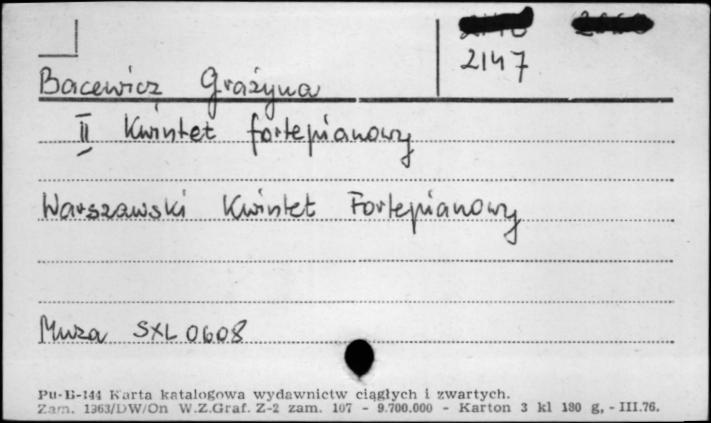 2147
Bacewicz Grażyna
II Kwintet fortepianowy
Warszawski Kwintet Fortepianowy
Muza SXL 0608
Pu-B-144 Karta katalogowa wydawnictw ciągłych i zwartych.
Zam. 1363/DW/On W.Z.Graf. Z-2 zam. 107 - 9.700.000 - Karton 3 kl 180 g, - III.76.